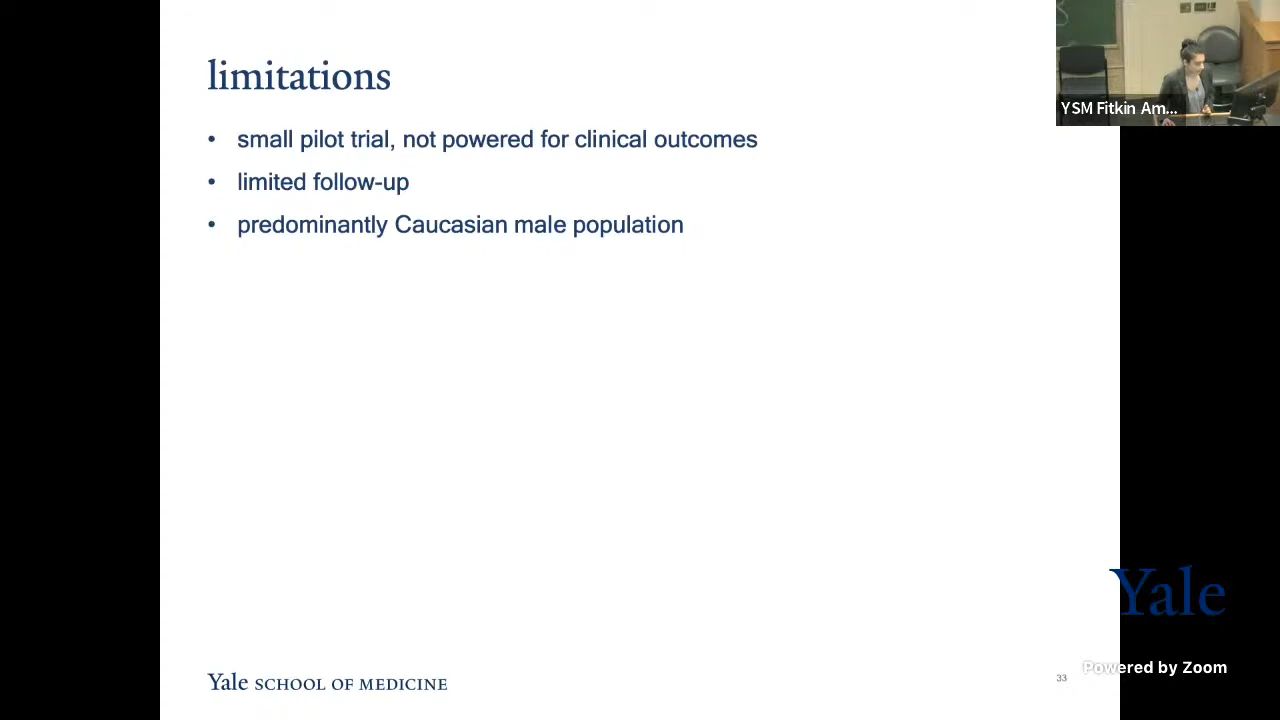 limitations
• small pilot trial, not powered for clinical outcomes
• limited follow-up
• predominantly Caucasian male population
YSM Fitkin Am...
Yale
Yale SCHOOL OF MEDICINE
33
Powered by Zoom